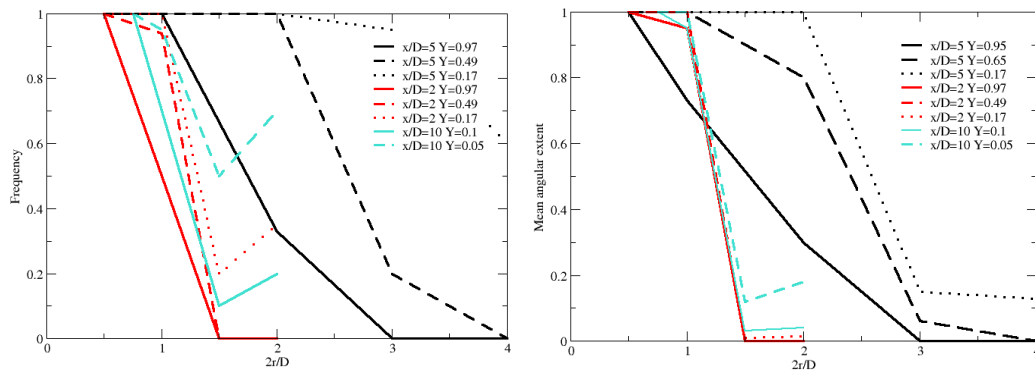 1
0.8
0.6
0.4
0.2
0
Frequency
0
1
2
3
4
2r/D
x/D=5 Y=0.97
x/D=5 Y=0.49
x/D=5 Y=0.17
x/D=2 Y=0.97
x/D=2 Y=0.49
x/D=2 Y=0.17
x/D=10 Y=0.1
x/D=10 Y=0.05
1
0.8
0.6
0.4
0.2
0
Mean angular extent
0
1
2
3
4
2r/D
x/D=5 Y=0.95
x/D=5 Y=0.65
x/D=5 Y=0.17
x/D=2 Y=0.97
x/D=2 Y=0.49
x/D=2 Y=0.17
x/D=10 Y=0.1
x/D=10 Y=0.05